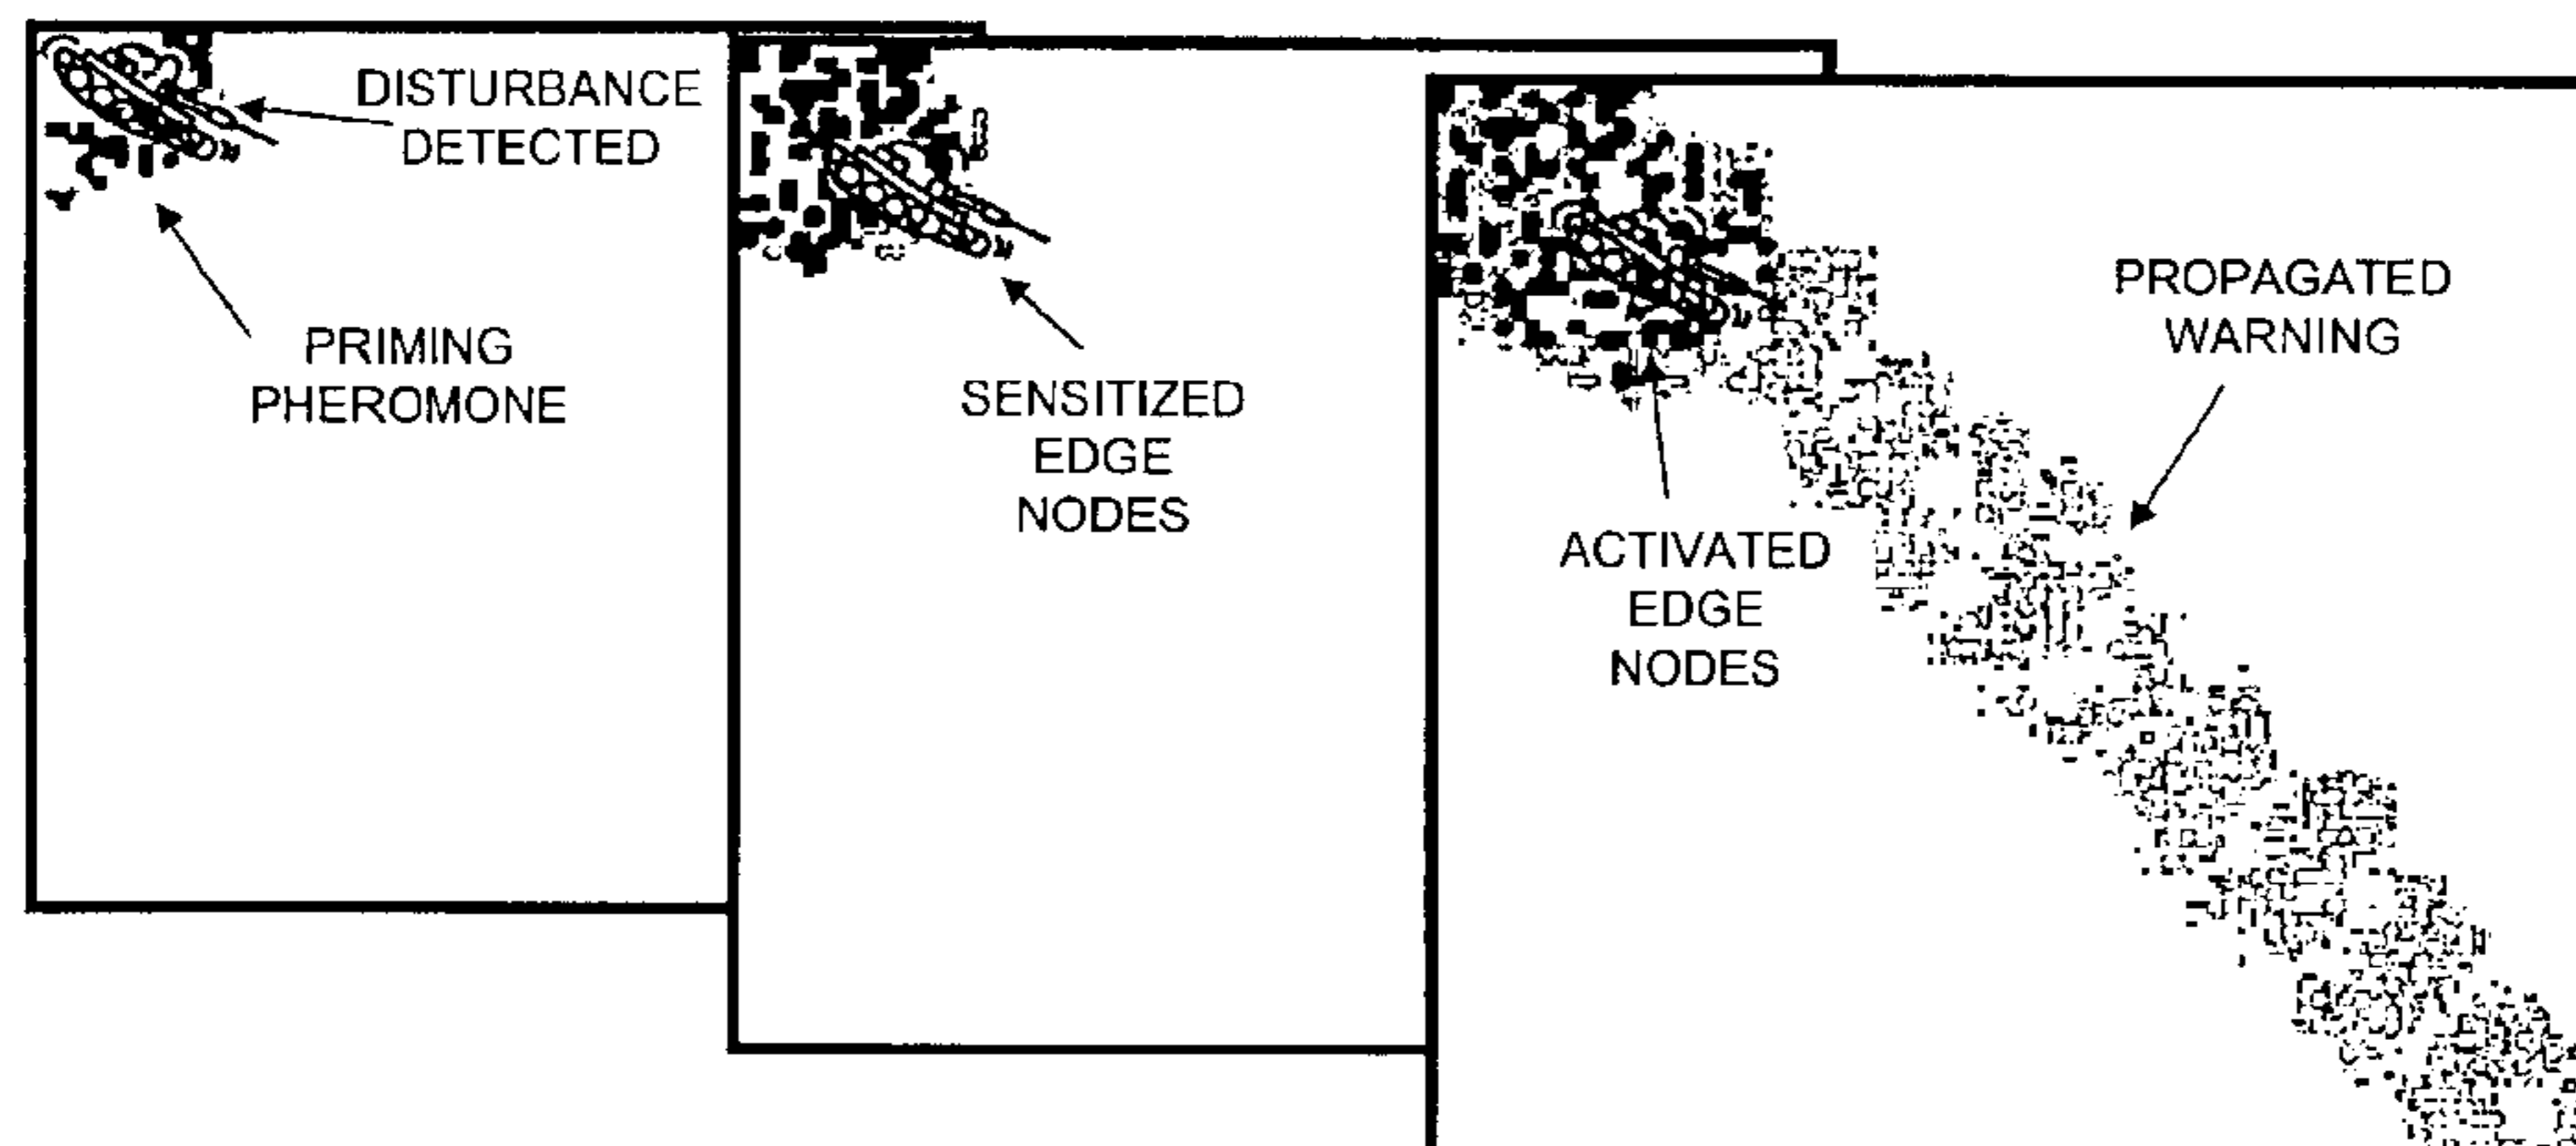 DISTURBANCE
DETECTED
PRIMING
PHEROMONE
SENSITIZED
EDGE
NODES
ACTIVATED
EDGE
NODES
PROPAGATED
WARNING